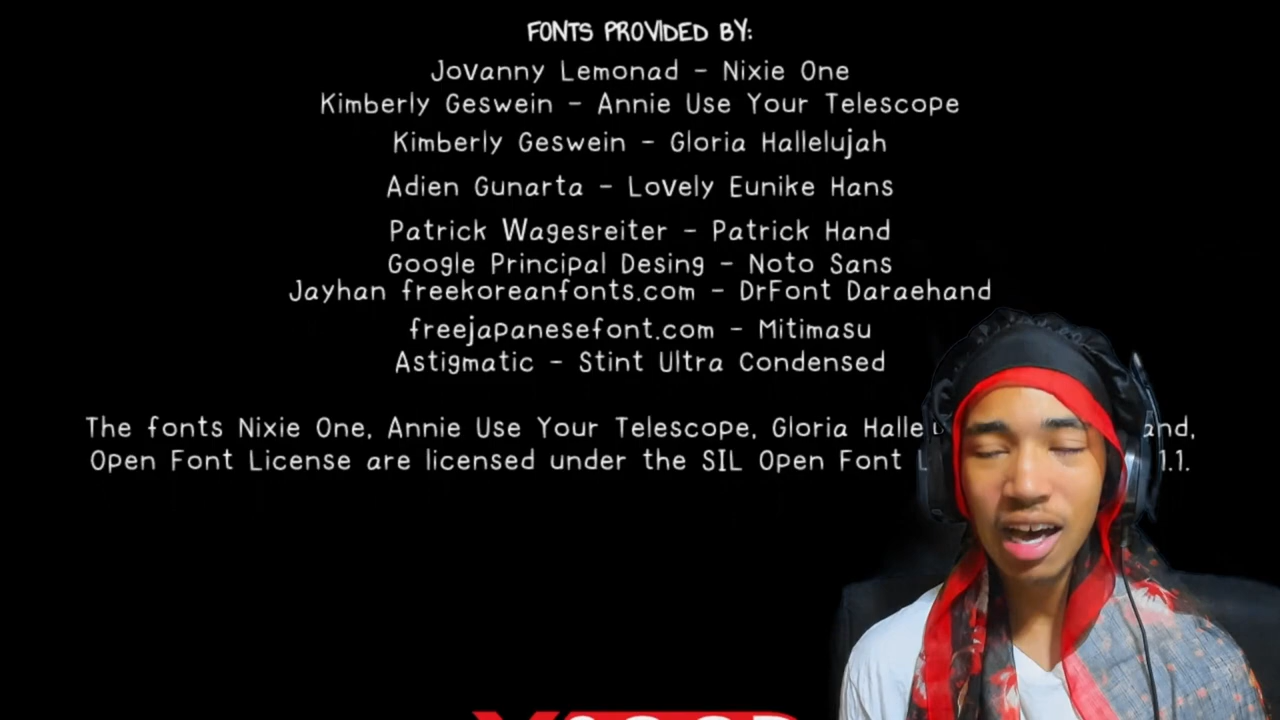 FONTS PROVIDED BY:
Jovanny Lemonad - Nixie One
Kimberly Geswein - Annie Use Your Telescope
Kimberly Geswein - Gloria Hallelujah
Adien Gunarta - Lovely Eunike Hans
Patrick Wagesreiter - Patrick Hand
Google Principal Desing - Noto Sans
Jayhan freekoreanfonts.com - DrFont Daraehand
freejapanesefont.com - Mitimasu
Astigmatic - Stint Ultra Condensed
The fonts Nixie One, Annie Use Your Telescope, Gloria Halle
Open Font License are licensed under the SIL Open Font 1.1.